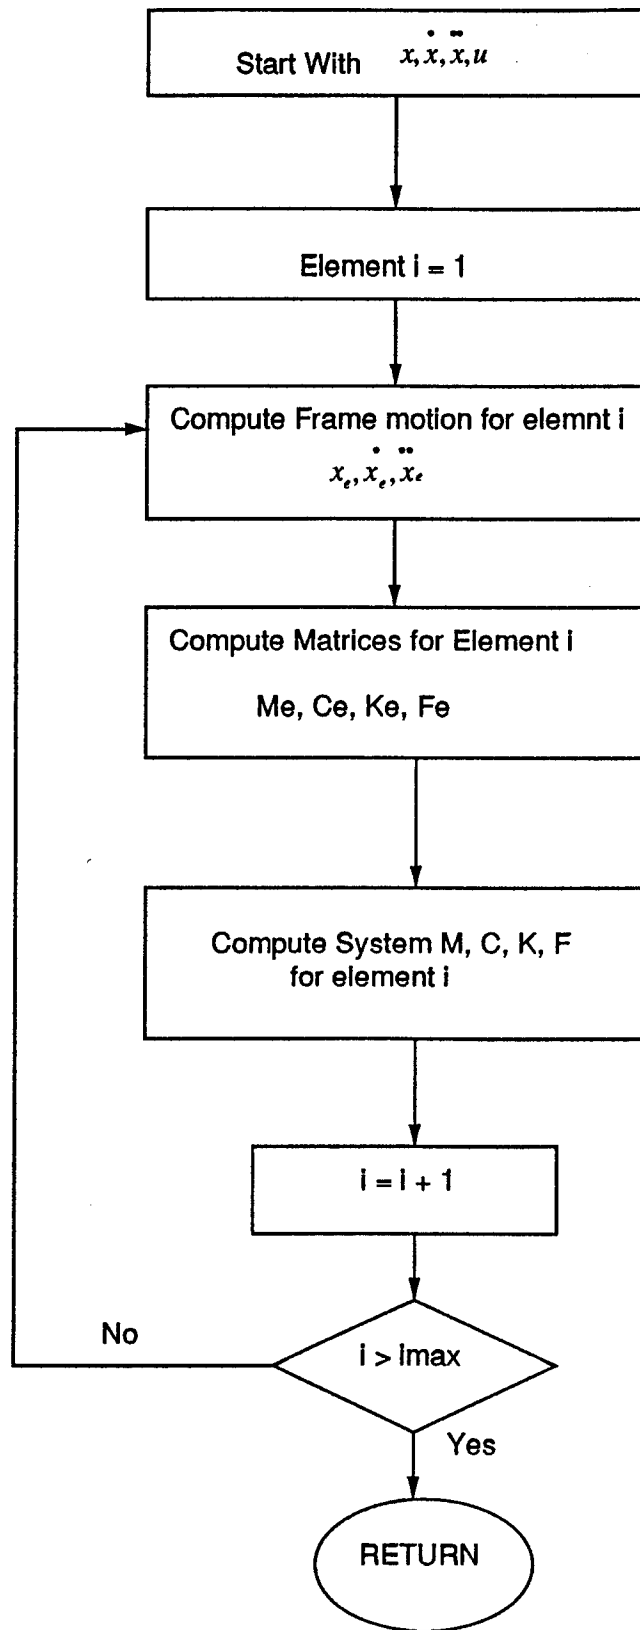 Start With x, ẋ, ẍ, u
Element i = 1
Compute Frame motion for elemnt i
xₑ, ẋₑ, ẍₑ
Compute Matrices for Element i
Me, Ce, Ke, Fe
Compute System M, C, K, F
for element i
i = i + 1
i > imax
No
Yes
RETURN